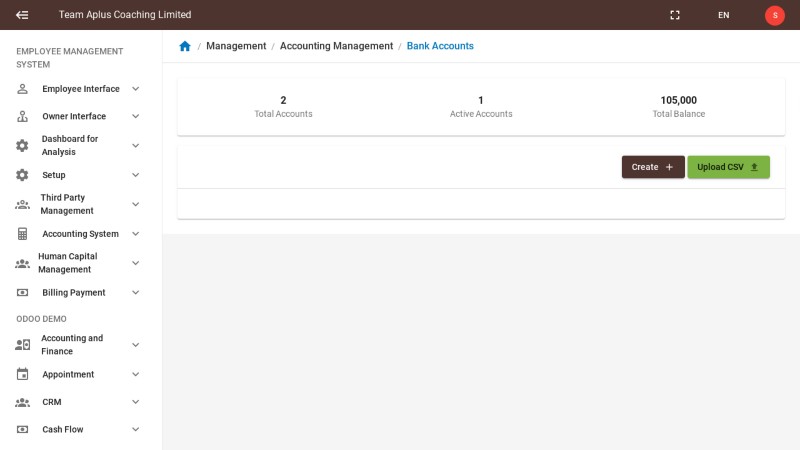 Team Aplus Coaching Limited
EN
S
EMPLOYEE MANAGEMENT
SYSTEM
Employee Interface
Owner Interface
Dashboard for
Analysis
Setup
Third Party
Management
Accounting System
Human Capital
Management
Billing Payment
ODOO DEMO
Accounting and
Finance
Appointment
CRM
Cash Flow
/ Management / Accounting Management / Bank Accounts
2
Total Accounts
1
Active Accounts
105,000
Total Balance
Create +
Upload CSV